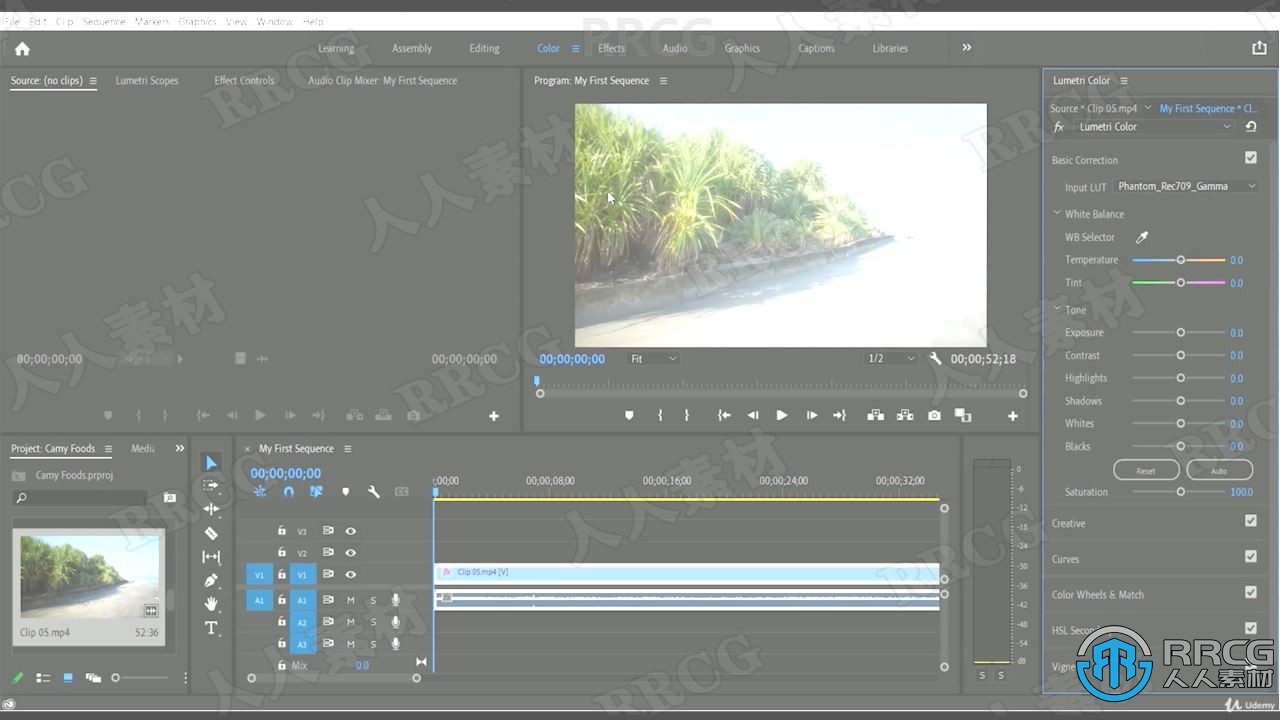 File Edit Clip Sequence Markers Graphics View Window Help
RRCG
Learning Assembly Editing Color Effects Audio Graphics Captions Libraries
Source: (no clips) Lumetri Scopes Effect Controls Audio Clip Mixer: My First Sequence
Program: My First Sequence
Lumetri Color
Source * Clip 05.mp4 My First Sequence * Cl...
fx Lumetri Color
Basic Correction
Input LUT Phantom_Rec709_Gamma
White Balance
WB Selector
Temperature 0.0
Tint 0.0
Tone
Exposure 0.0
Contrast 0.0
Highlights 0.0
Shadows 0.0
Whites 0.0
Blacks 0.0
Reset Auto
Saturation 100.0
Creative
Curves
Color Wheels & Match
HSL Secon
Vigne
00;00;00;00 00;00;00;00
00;00;00;00 Fit 1/2 00;00;52;18
Project: Camy Foods Media
Camy Foods.prproj
Clip 05.mp4 52:36
My First Sequence
00;00;00;00
;00;00 00;00;08;00 00;00;16;00 00;00;24;00 00;00;32;00
V3
V2
V1 V1 fx Clip 05.mp4 [V]
A1 A1 M S
A2 M S
A3 M S
Mix 0.0
0
-6
-12
-18
-24
-30
-36
-42
-48
-54
dB
S S
RRCG
人人素材
Udemy